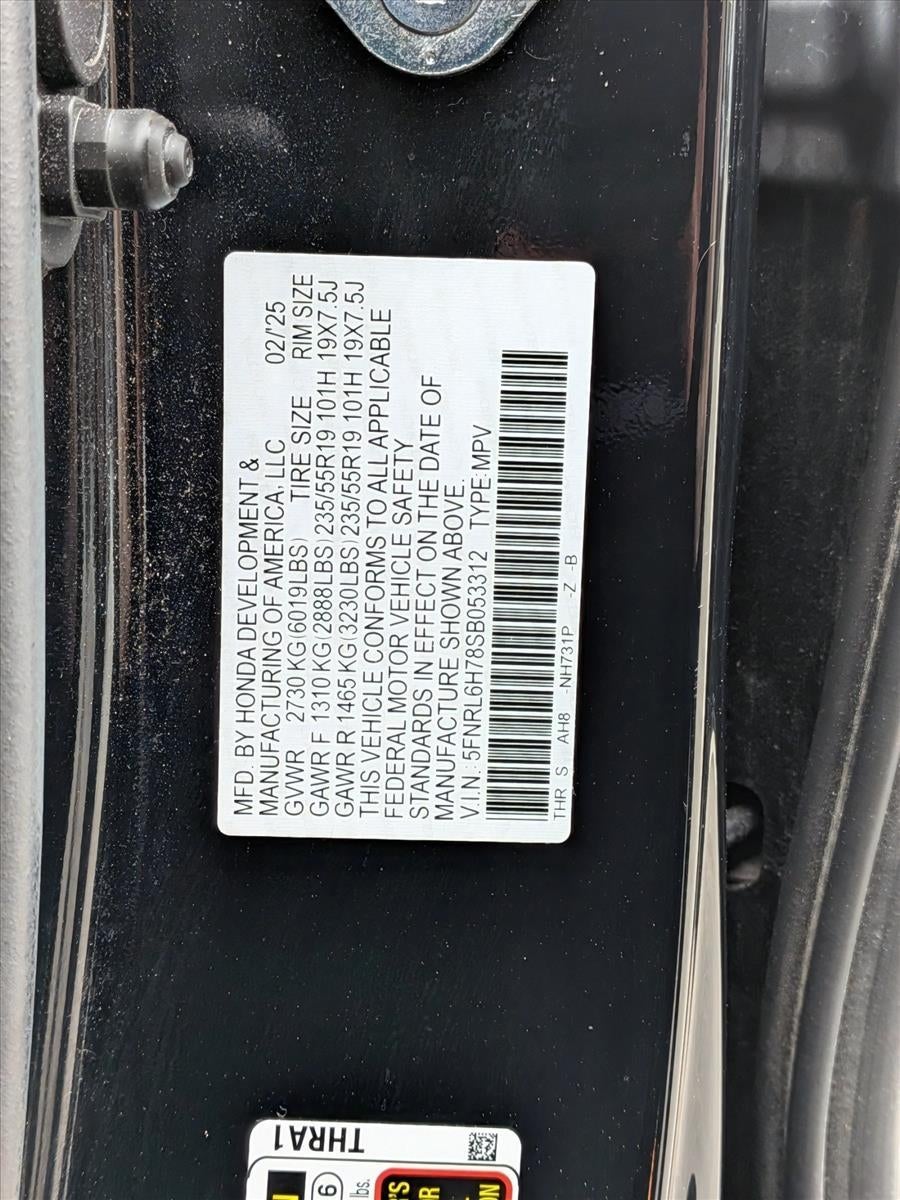 MFD. BY HONDA DEVELOPMENT &
MANUFACTURING OF AMERICA, LLC 02/'25
GVWR 2730 KG(6019LBS) TIRE SIZE RIM SIZE
GAWR F 1310 KG(2888LBS) 235/55R19 101H 19X7.5J
GAWR R 1465 KG(3230LBS) 235/55R19 101H 19X7.5J
THIS VEHICLE CONFORMS TO ALL APPLICABLE
FEDERAL MOTOR VEHICLE SAFETY
STANDARDS IN EFFECT ON THE DATE OF
MANUFACTURE SHOWN ABOVE.
V.I.N.: 5FNRL6H78SB053312 TYPE:MPV
THR S AH8 -NH731P -Z -B
THRA1
6
lbs.